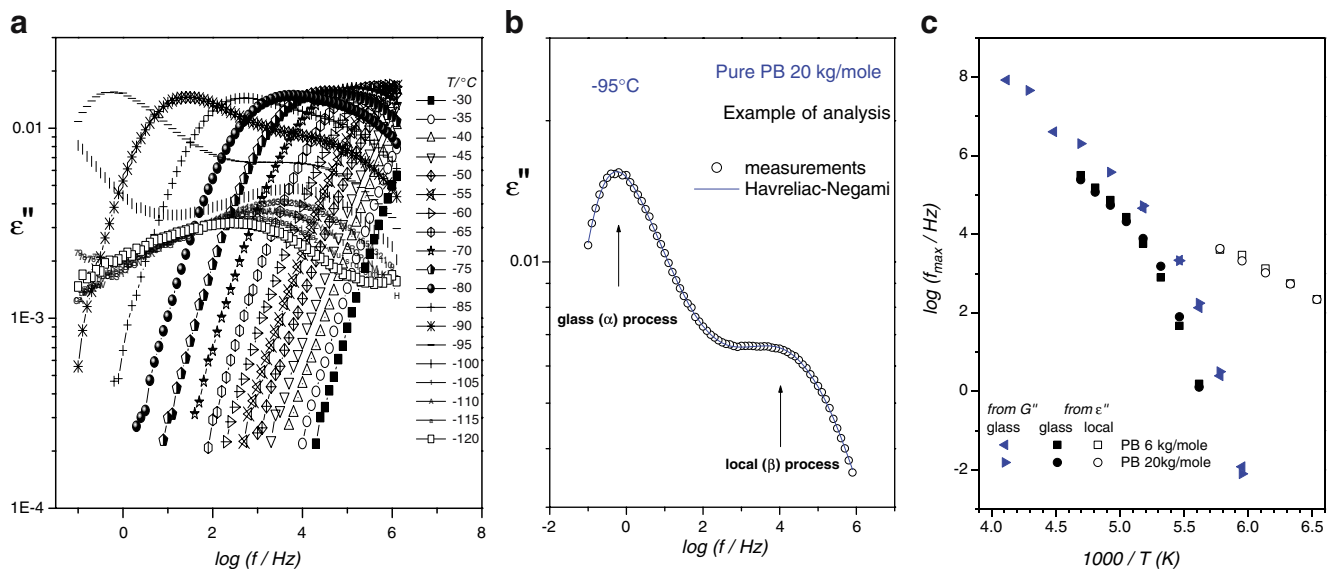 a
T/°C
-30
-35
-40
-45
-50
-55
-60
-65
-70
-75
-80
-85
-90
-95
-100
-105
-110
-115
-120
0.01
1E-3
1E-4
ε"
0 2 4 6 8
log (f / Hz)
b
Pure PB 20 kg/mole
-95°C
Example of analysis
measurements
Havreliac-Negami
glass (α) process
local (β) process
0.01
ε"
-2 0 2 4 6 8
log (f / Hz)
c
8
6
4
2
0
-2
log (f max / Hz)
from G" from ε"
glass glass local
PB 6 kg/mole
PB 20kg/mole
4.0 4.5 5.0 5.5 6.0 6.5
1000 / T (K)